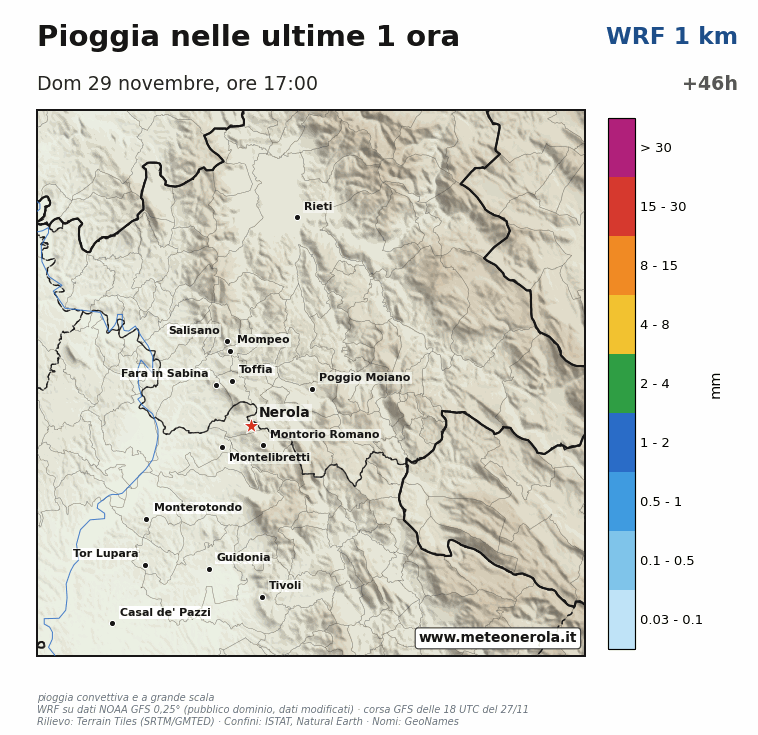 Pioggia nelle ultime 1 ora
WRF 1 km
Dom 29 novembre, ore 17:00
+46h
> 30
15 - 30
8 - 15
4 - 8
2 - 4
1 - 2
0.5 - 1
0.1 - 0.5
0.03 - 0.1
mm
Rieti
Salisano
Mompeo
Toffia
Fara in Sabina
Poggio Moiano
Nerola
Montorio Romano
Montelibretti
Monterotondo
Tor Lupara
Guidonia
Tivoli
Casal de' Pazzi
www.meteonerola.it
pioggia convettiva e a grande scala
WRF su dati NOAA GFS 0,25° (pubblico dominio, dati modificati) · corsa GFS delle 18 UTC del 27/11
Rilievo: Terrain Tiles (SRTM/GMTED) · Confini: ISTAT, Natural Earth · Nomi: GeoNames